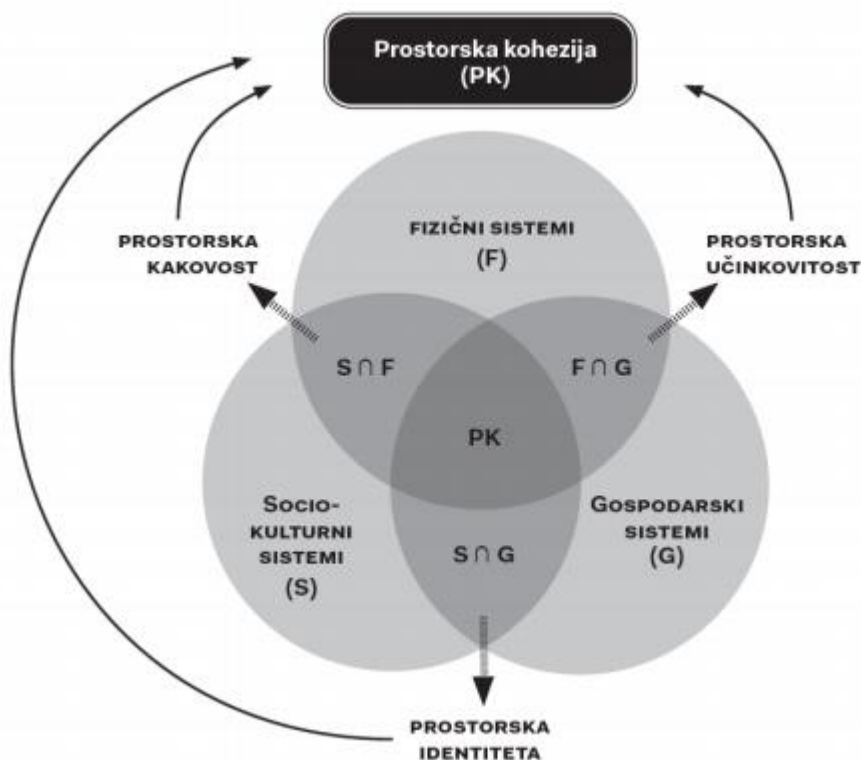 Prostorska kohezija
(PK)
FIZIČNI SISTEMI
(F)
PROSTORSKA
KAKOVOST
PROSTORSKA
UČINKOVITOST
S ∩ F
F ∩ G
PK
SOCIO-
KULTURNI
SISTEMI
(S)
GOSPODARSKI
SISTEMI
(G)
S ∩ G
PROSTORSKA
IDENTITETA